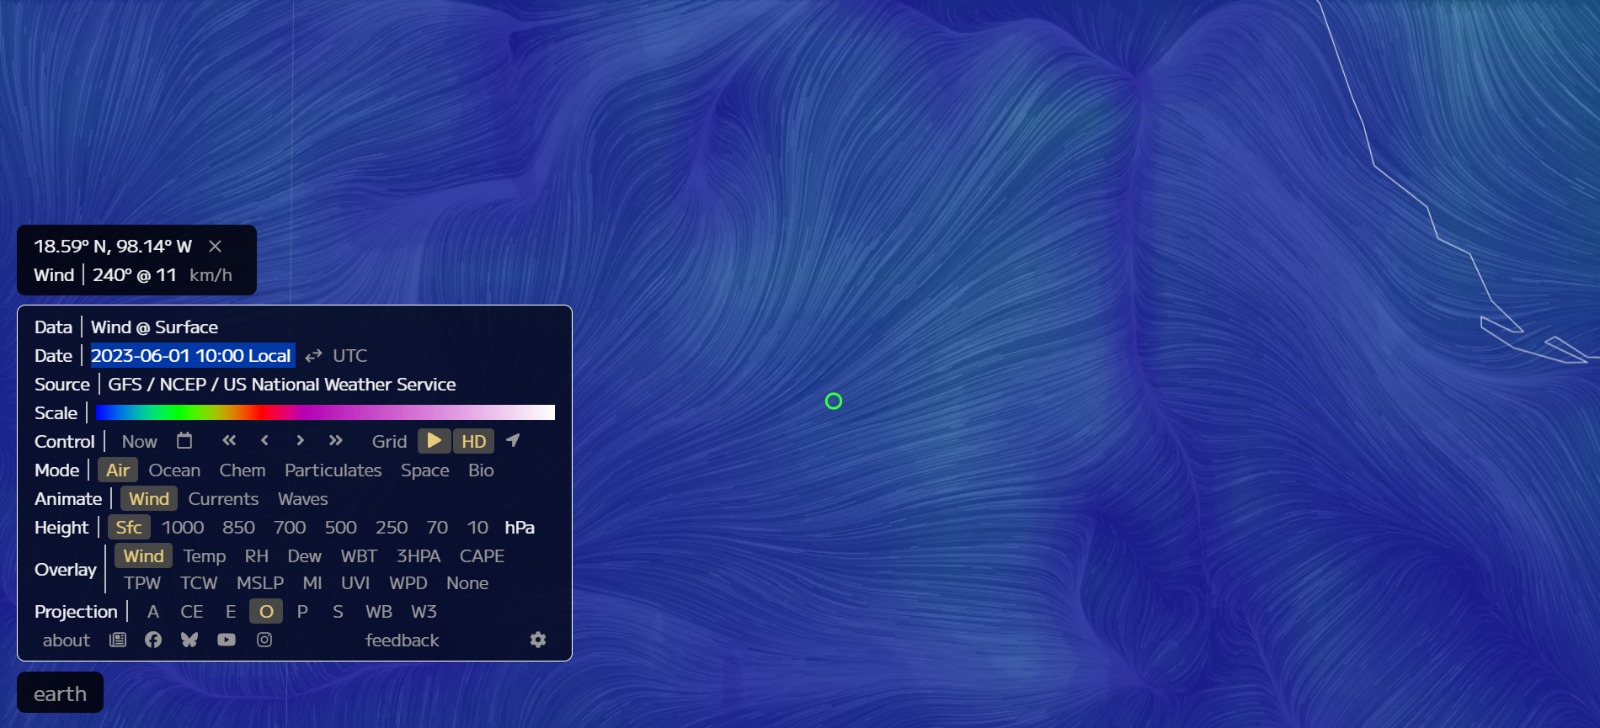 18.59° N, 98.14° W ×
Wind | 240° @ 11 km/h
Data | Wind @ Surface
Date | 2023-06-01 10:00 Local ⇄ UTC
Source | GFS / NCEP / US National Weather Service
Scale |
Control | Now « ‹ › » Grid HD
Mode | Air Ocean Chem Particulates Space Bio
Animate | Wind Currents Waves
Height | Sfc 1000 850 700 500 250 70 10 hPa
Overlay | Wind Temp RH Dew WBT 3HPA CAPE
TPW TCW MSLP MI UVI WPD None
Projection | A CE E O P S WB W3
about feedback
earth